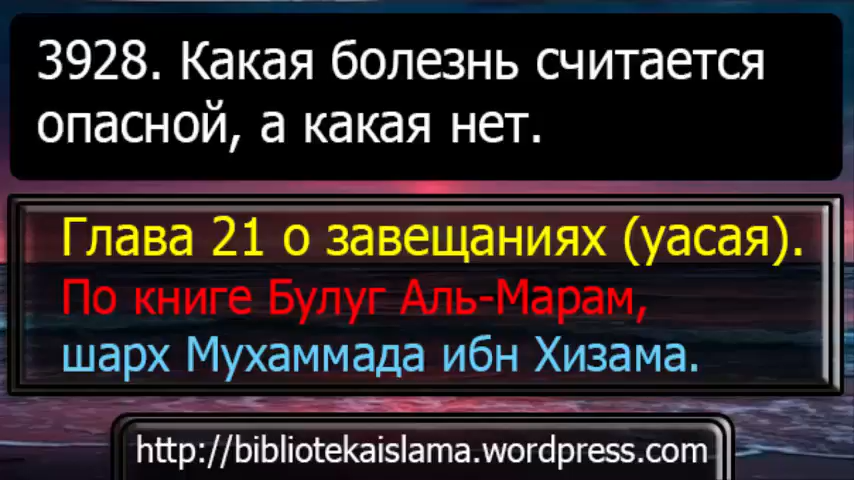 3928. Какая болезнь считается
опасной, а какая нет.
Глава 21 о завещаниях (уасая).
По книге Булуг Аль-Марам,
шарх Мухаммада ибн Хизама.
http://bibliotekaislama.wordpress.com